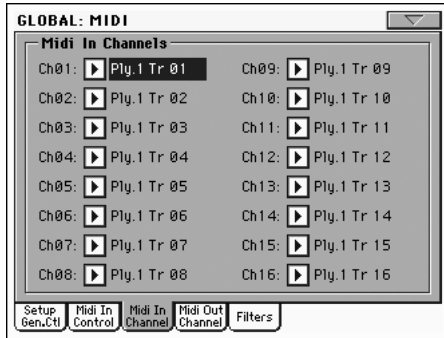 GLOBAL: MIDI
Midi In Channels
Ch01: Ply.1 Tr 01
Ch02: Ply.1 Tr 02
Ch03: Ply.1 Tr 03
Ch04: Ply.1 Tr 04
Ch05: Ply.1 Tr 05
Ch06: Ply.1 Tr 06
Ch07: Ply.1 Tr 07
Ch08: Ply.1 Tr 08
Ch09: Ply.1 Tr 09
Ch10: Ply.1 Tr 10
Ch11: Ply.1 Tr 11
Ch12: Ply.1 Tr 12
Ch13: Ply.1 Tr 13
Ch14: Ply.1 Tr 14
Ch15: Ply.1 Tr 15
Ch16: Ply.1 Tr 16
Setup
Gen.Ctl
Midi In
Control
Midi In
Channel
Midi Out
Channel
Filters